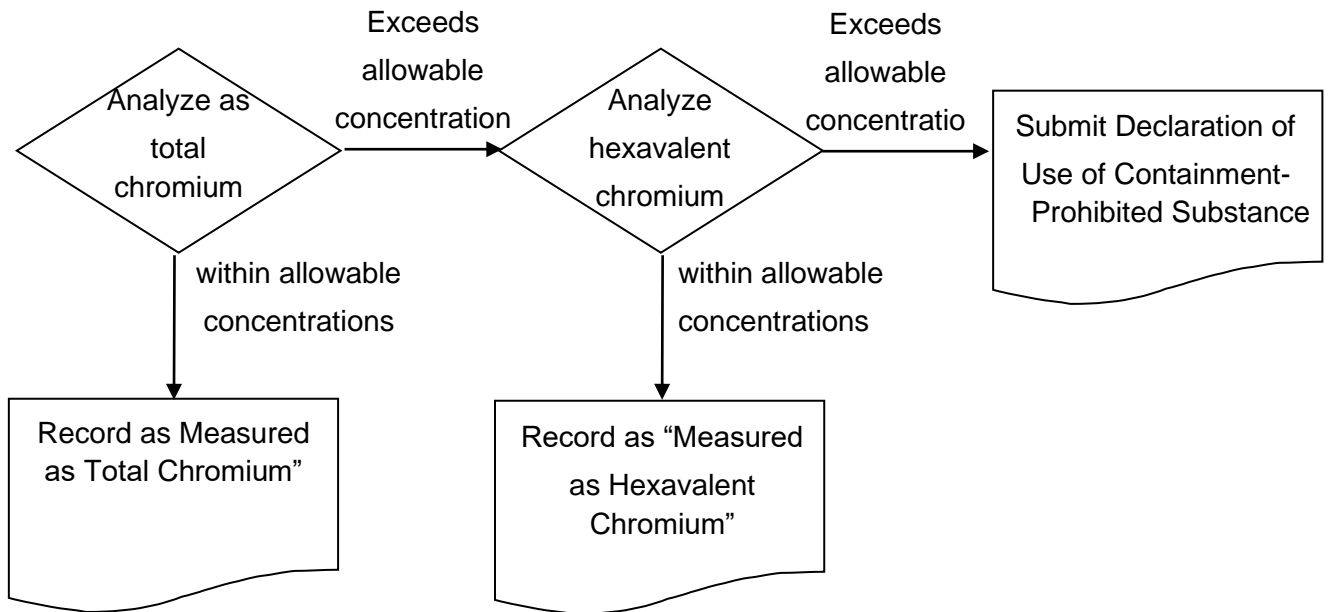 Exceeds
allowable
concentration
Exceeds
allowable
concentratio
Analyze as
total
chromium
Analyze
hexavalent
chromium
Submit Declaration of
Use of Containment-
Prohibited Substance
within allowable
concentrations
within allowable
concentrations
Record as Measured
as Total Chromium”
Record as “Measured
as Hexavalent
Chromium”